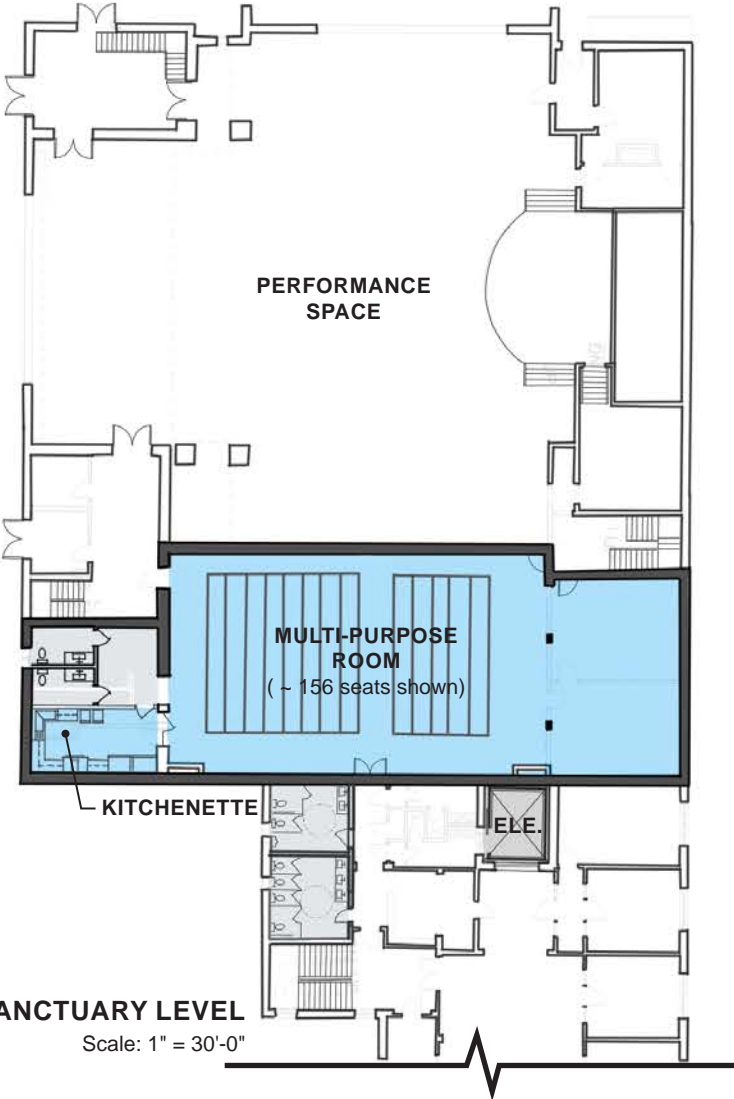 PERFORMANCE
SPACE
MULTI-PURPOSE
ROOM
( ~ 156 seats shown)
KITCHENETTE
ELE.
ANCTUARY LEVEL
Scale: 1" = 30'-0"